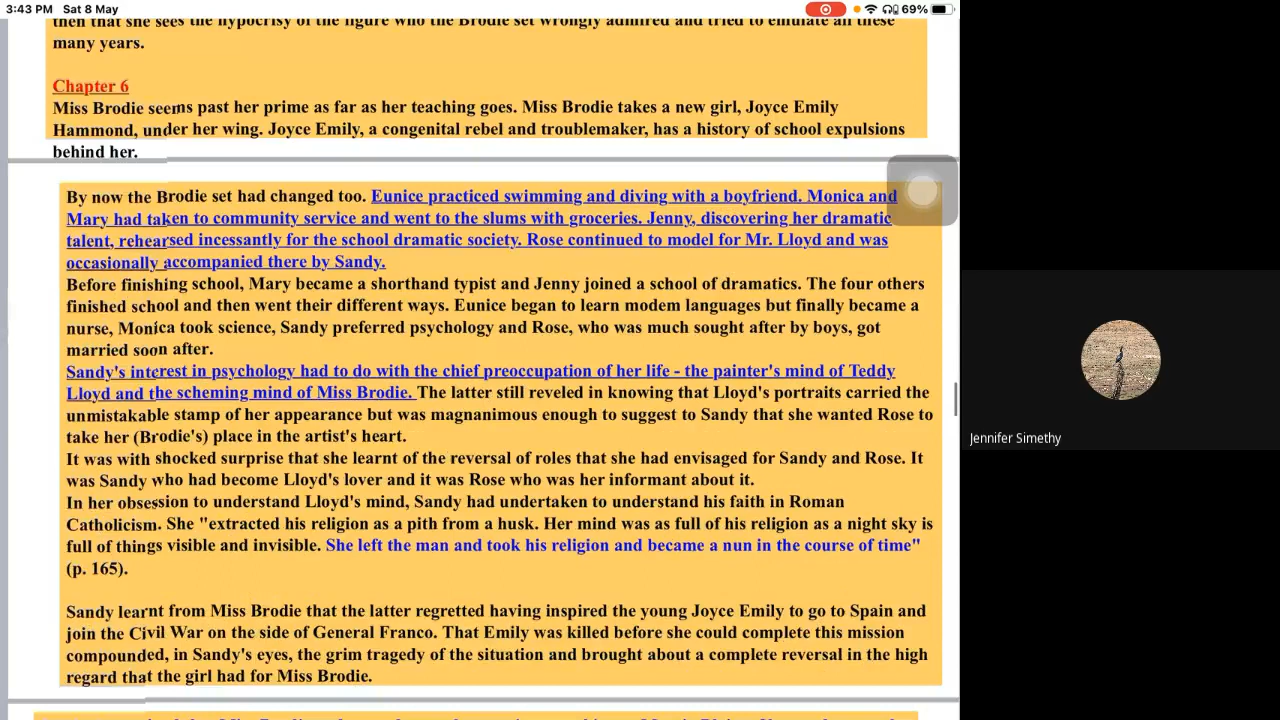 3:43 PM Sat 8 May
69%
then that she sees the hypocrisy of the figure who the Brodie set wrongly admired and tried to emulate all these
many years.
Chapter 6
Miss Brodie seems past her prime as far as her teaching goes. Miss Brodie takes a new girl, Joyce Emily
Hammond, under her wing. Joyce Emily, a congenital rebel and troublemaker, has a history of school expulsions
behind her.
By now the Brodie set had changed too. Eunice practiced swimming and diving with a boyfriend. Monica and
Mary had taken to community service and went to the slums with groceries. Jenny, discovering her dramatic
talent, rehearsed incessantly for the school dramatic society. Rose continued to model for Mr. Lloyd and was
occasionally accompanied there by Sandy.
Before finishing school, Mary became a shorthand typist and Jenny joined a school of dramatics. The four others
finished school and then went their different ways. Eunice began to learn modem languages but finally became a
nurse, Monica took science, Sandy preferred psychology and Rose, who was much sought after by boys, got
married soon after.
Sandy's interest in psychology had to do with the chief preoccupation of her life - the painter's mind of Teddy
Lloyd and the scheming mind of Miss Brodie. The latter still reveled in knowing that Lloyd's portraits carried the
unmistakable stamp of her appearance but was magnanimous enough to suggest to Sandy that she wanted Rose to
take her (Brodie's) place in the artist's heart.
It was with shocked surprise that she learnt of the reversal of roles that she had envisaged for Sandy and Rose. It
was Sandy who had become Lloyd's lover and it was Rose who was her informant about it.
In her obsession to understand Lloyd's mind, Sandy had undertaken to understand his faith in Roman
Catholicism. She "extracted his religion as a pith from a husk. Her mind was as full of his religion as a night sky is
full of things visible and invisible. She left the man and took his religion and became a nun in the course of time"
(p. 165).
Sandy learnt from Miss Brodie that the latter regretted having inspired the young Joyce Emily to go to Spain and
join the Civil War on the side of General Franco. That Emily was killed before she could complete this mission
compounded, in Sandy's eyes, the grim tragedy of the situation and brought about a complete reversal in the high
regard that the girl had for Miss Brodie.
Jennifer Simethy